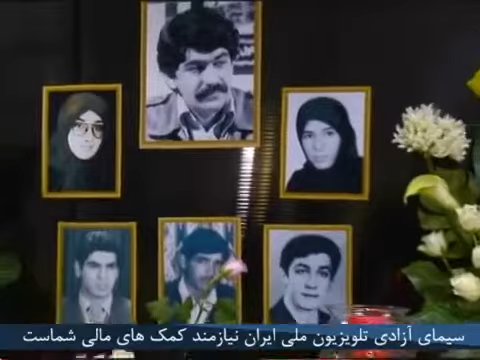 سیمای آزادی تلویزیون ملی ایران نیازمند کمک های مالی شماست